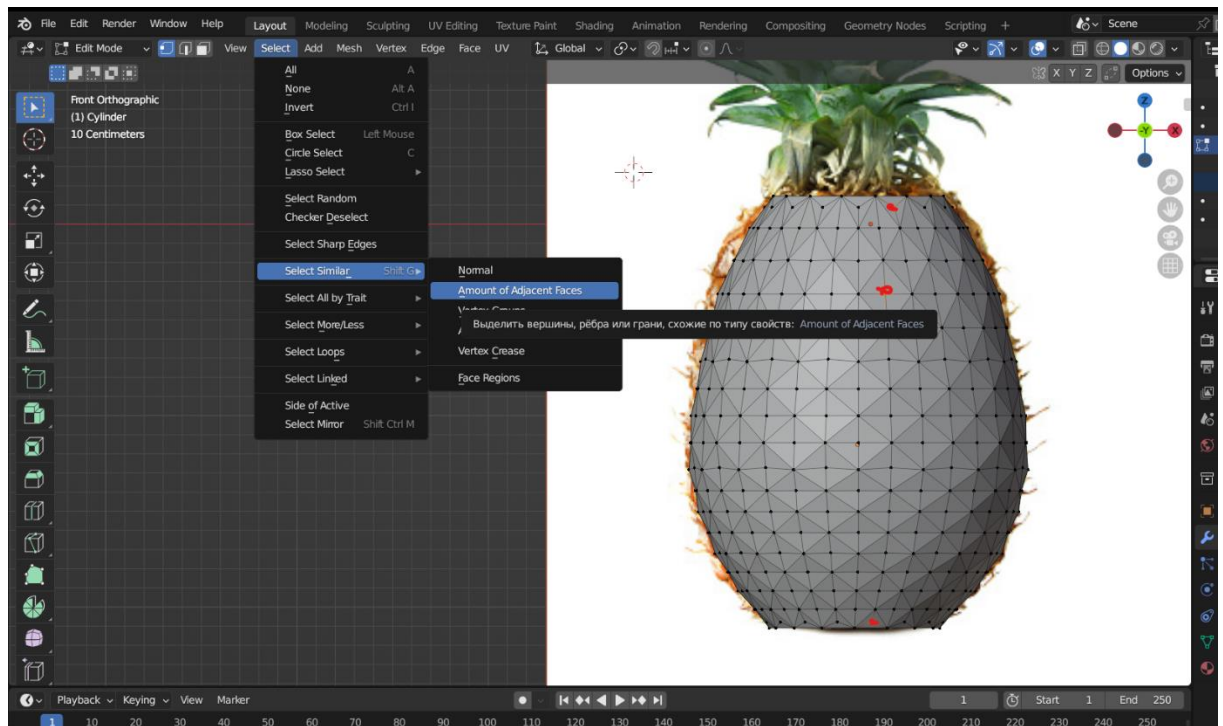 File Edit Render Window Help Layout Modeling Sculpting UV Editing Texture Paint Shading Animation Rendering Compositing Geometry Nodes Scripting + Scene
Edit Mode View Select Add Mesh Vertex Edge Face UV Global
X Y Z Options
Front Orthographic
(1) Cylinder
10 Centimeters
All A
None Alt A
Invert Ctrl I
Box Select Left Mouse
Circle Select C
Lasso Select
Select Random
Checker Deselect
Select Sharp Edges
Select Similar Shift G
Select All by Trait
Select More/Less
Select Loops
Select Linked
Side of Active
Select Mirror Shift Ctrl M
Normal
Amount of Adjacent Faces
Выделить вершины, рёбра или грани, схожие по типу свойств: Amount of Adjacent Faces
Vertex Crease
Face Regions
Z
-Y
X
Playback Keying View Marker 1 Start 1 End 250
1 10 20 30 40 50 60 70 80 90 100 110 120 130 140 150 160 170 180 190 200 210 220 230 240 250